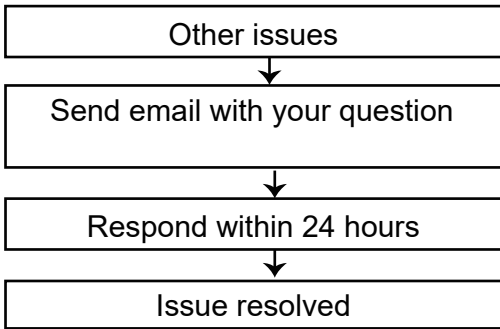 Other issues
Send email with your question
Respond within 24 hours
Issue resolved